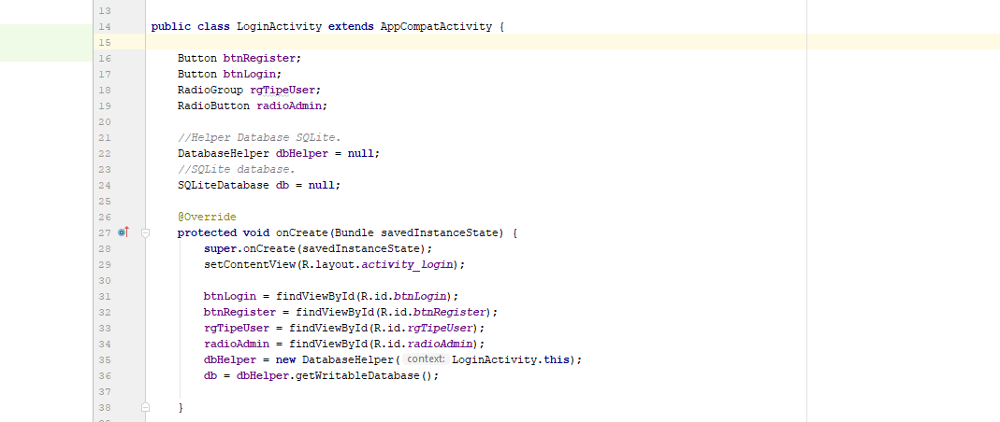 13
14 public class LoginActivity extends AppCompatActivity {
15
16 Button btnRegister;
17 Button btnLogin;
18 RadioGroup rgTipeUser;
19 RadioButton radioAdmin;
20
21 //Helper Database SQLite.
22 DatabaseHelper dbHelper = null;
23 //SQLite database.
24 SQLiteDatabase db = null;
25
26 @Override
27 protected void onCreate(Bundle savedInstanceState) {
28 super.onCreate(savedInstanceState);
29 setContentView(R.layout.activity_login);
30
31 btnLogin = findViewById(R.id.btnLogin);
32 btnRegister = findViewById(R.id.btnRegister);
33 rgTipeUser = findViewById(R.id.rgTipeUser);
34 radioAdmin = findViewById(R.id.radioAdmin);
35 dbHelper = new DatabaseHelper( context: LoginActivity.this);
36 db = dbHelper.getWritableDatabase();
37
38 }